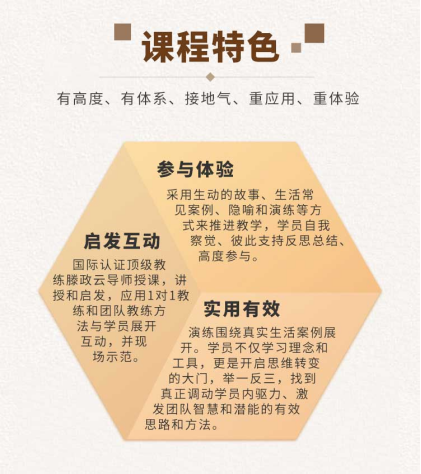 课程特色
有高度、有体系、接地气、重应用、重体验
参与体验
采用生动的故事、生活常
见案例、隐喻和演练等方
式来推进教学，学员自我
察觉、彼此支持反思总结、
高度参与。
启发互动
国际认证顶级教
练滕政云导师授课，讲
授和启发，应用1对1教
练和团队教练方
法与学员展开
互动，并现
场示范。
实用有效
演练围绕真实生活案例展
开。学员不仅学习理念和
工具，更是开启思维转变
的大门，举一反三，找到
真正调动学员内驱力、激
发团队智慧和潜能的有效
思路和方法。